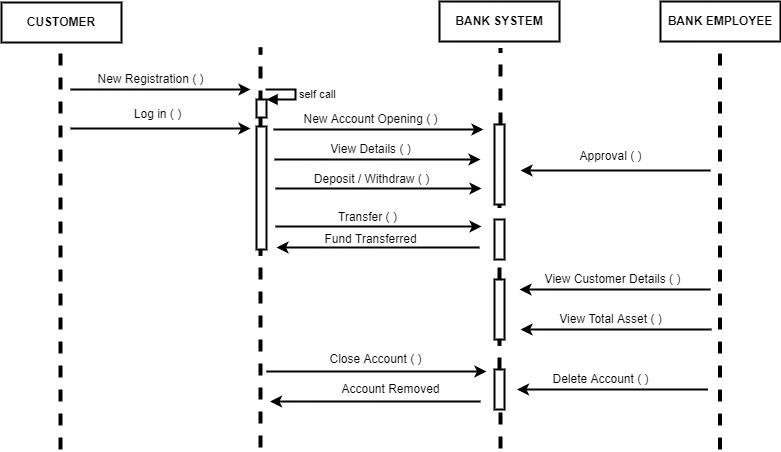 CUSTOMER
BANK SYSTEM
BANK EMPLOYEE
New Registration ( )
self call
Log in ( )
New Account Opening ( )
View Details ( )
Approval ( )
Deposit / Withdraw ( )
Transfer ( )
Fund Transferred
View Customer Details ( )
View Total Asset ( )
Close Account ( )
Delete Account ( )
Account Removed